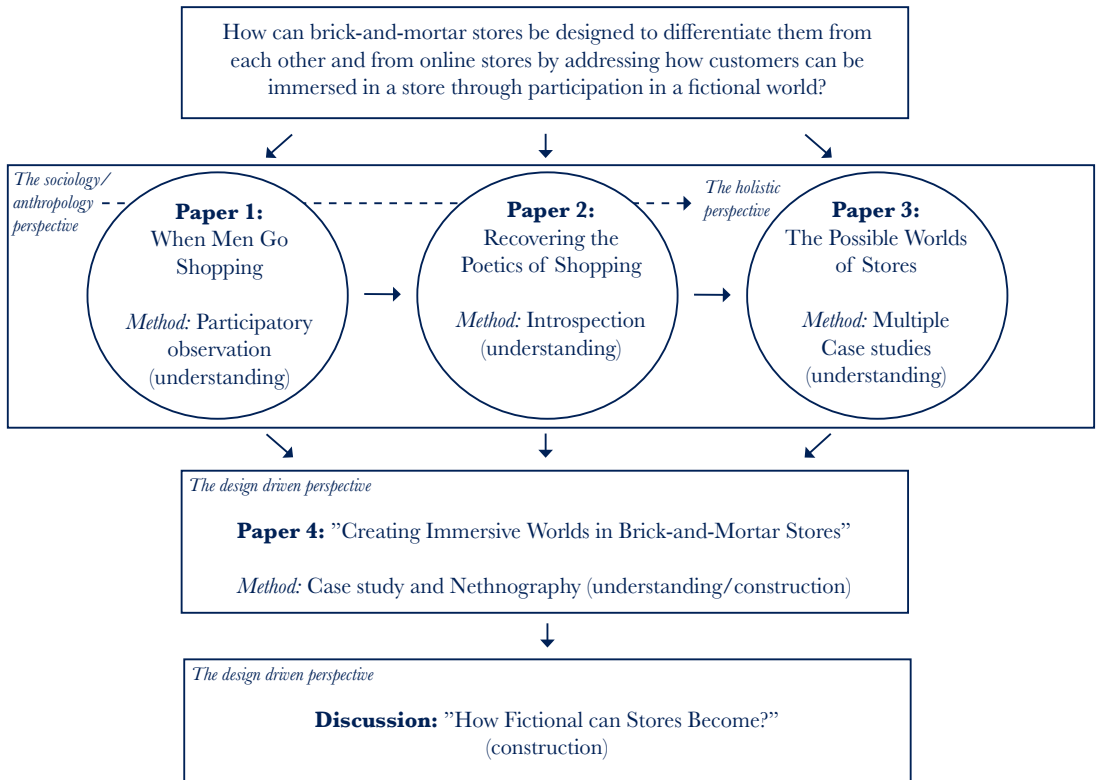 How can brick-and-mortar stores be designed to differentiate them from
each other and from online stores by addressing how customers can be
immersed in a store through participation in a fictional world?
The sociology/
anthropology
perspective
Paper 1:
When Men Go
Shopping
Method: Participatory
observation
(understanding)
Paper 2:
Recovering the
Poetics of Shopping
Method: Introspection
(understanding)
The holistic
perspective
Paper 3:
The Possible Worlds
of Stores
Method: Multiple
Case studies
(understanding)
The design driven perspective
Paper 4: ”Creating Immersive Worlds in Brick-and-Mortar Stores”
Method: Case study and Nethnography (understanding/construction)
The design driven perspective
Discussion: ”How Fictional can Stores Become?”
(construction)